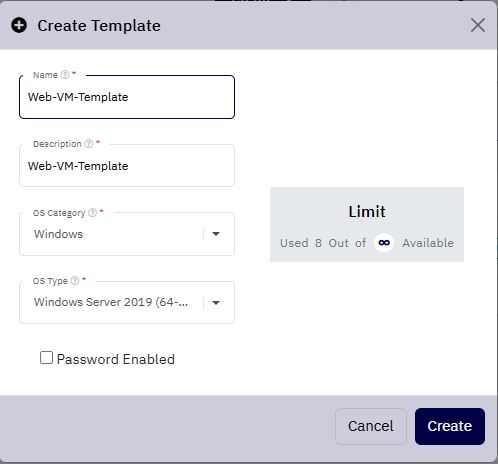 Create Template
Name *
Web-VM-Template
Description *
Web-VM-Template
OS Category *
Windows
OS Type *
Windows Server 2019 (64-...
Password Enabled
Limit
Used 8 Out of ∞ Available
Cancel
Create